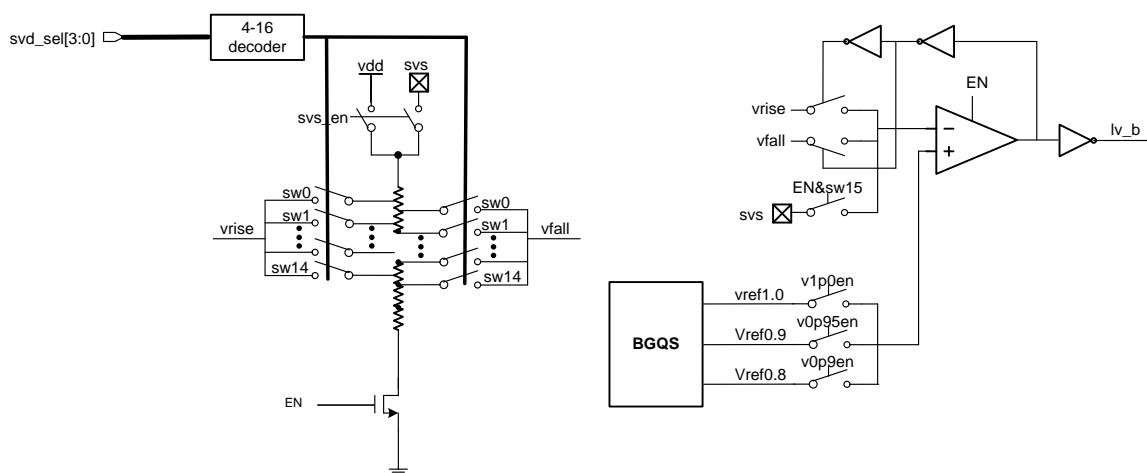 svd_sel[3:0]
4-16
decoder
vdd
svs
svs_en
sw0
sw1
sw14
vrise
sw0
sw1
sw14
vfall
EN
EN
vrise
vfall
EN&sw15
svs
lv_b
BGQS
vref1.0
v1p0en
Vref0.9
v0p95en
Vref0.8
v0p9en